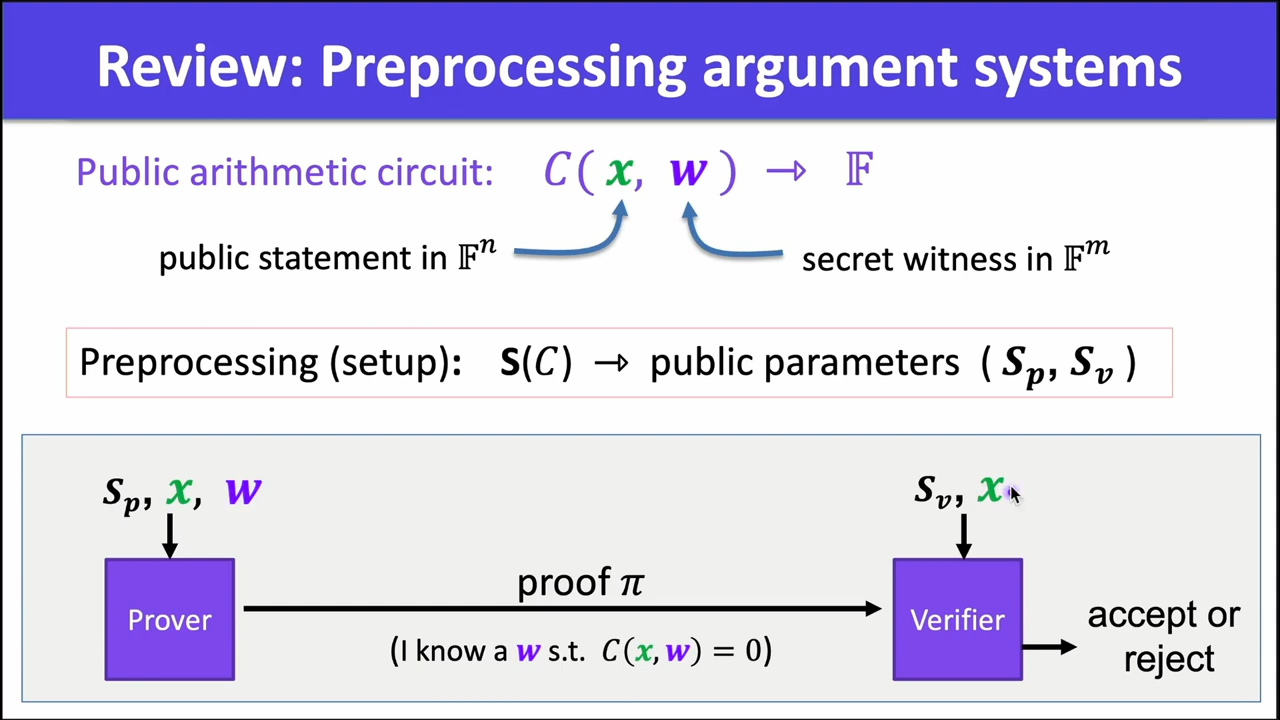 Review: Preprocessing argument systems
Public arithmetic circuit: C( x, w ) → 𝔽
public statement in 𝔽ⁿ
secret witness in 𝔽ᵐ
Preprocessing (setup): S(C) → public parameters ( Sₚ, Sᵥ )
Sₚ, x, w
Sᵥ, x
Prover
proof π
(I know a w s.t. C(x, w) = 0)
Verifier
accept or
reject